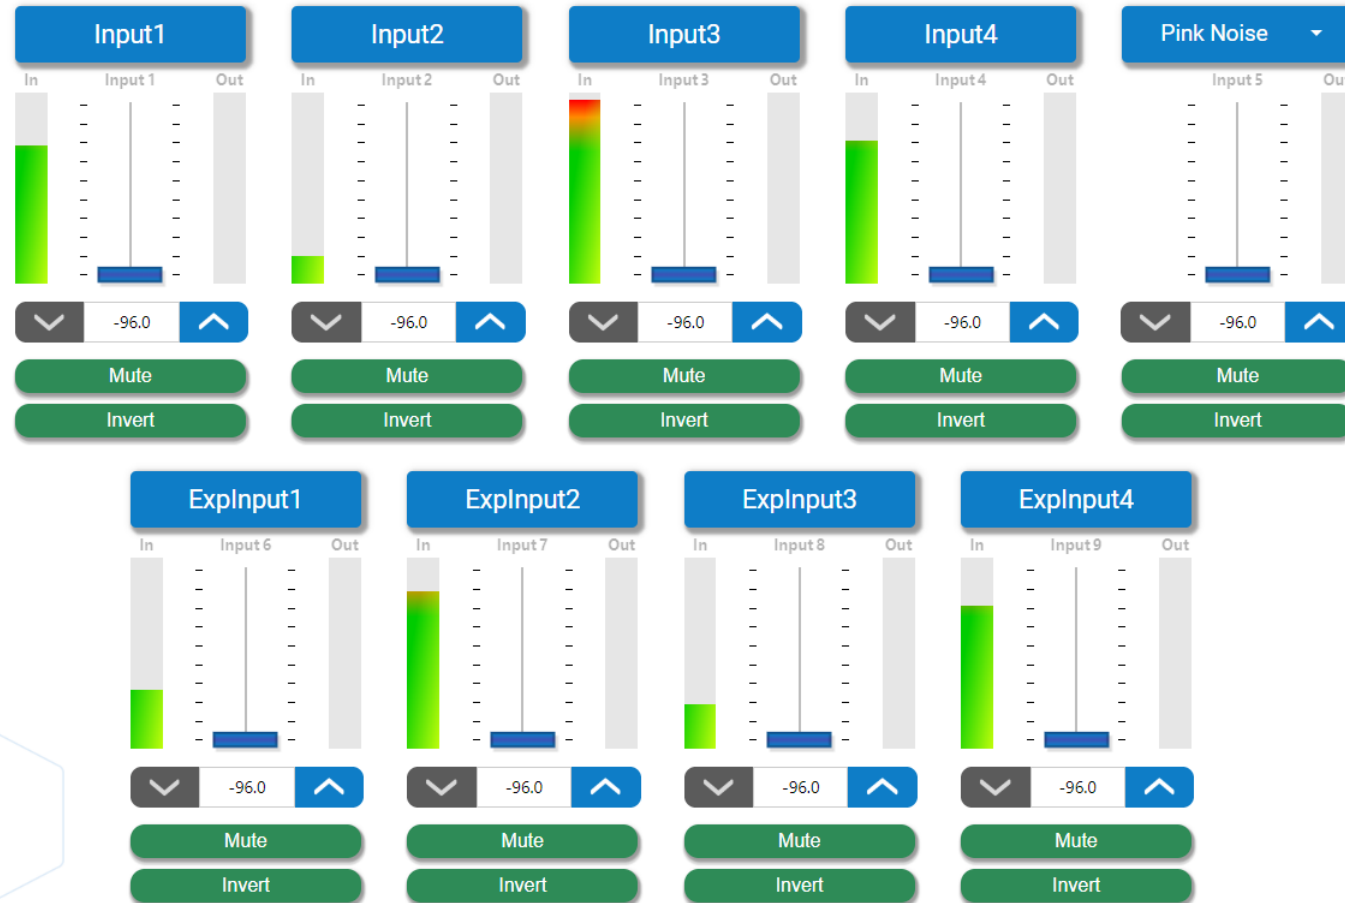 Input1 Input2 Input3 Input4 Pink Noise
In Input 1 Out In Input 2 Out In Input 3 Out In Input 4 Out Input 5
-96.0 -96.0 -96.0 -96.0 -96.0
Mute Mute Mute Mute Mute
Invert Invert Invert Invert Invert
ExpInput1 ExpInput2 ExpInput3 ExpInput4
In Input 6 Out In Input 7 Out In Input 8 Out In Input 9 Out
-96.0 -96.0 -96.0 -96.0
Mute Mute Mute Mute
Invert Invert Invert Invert